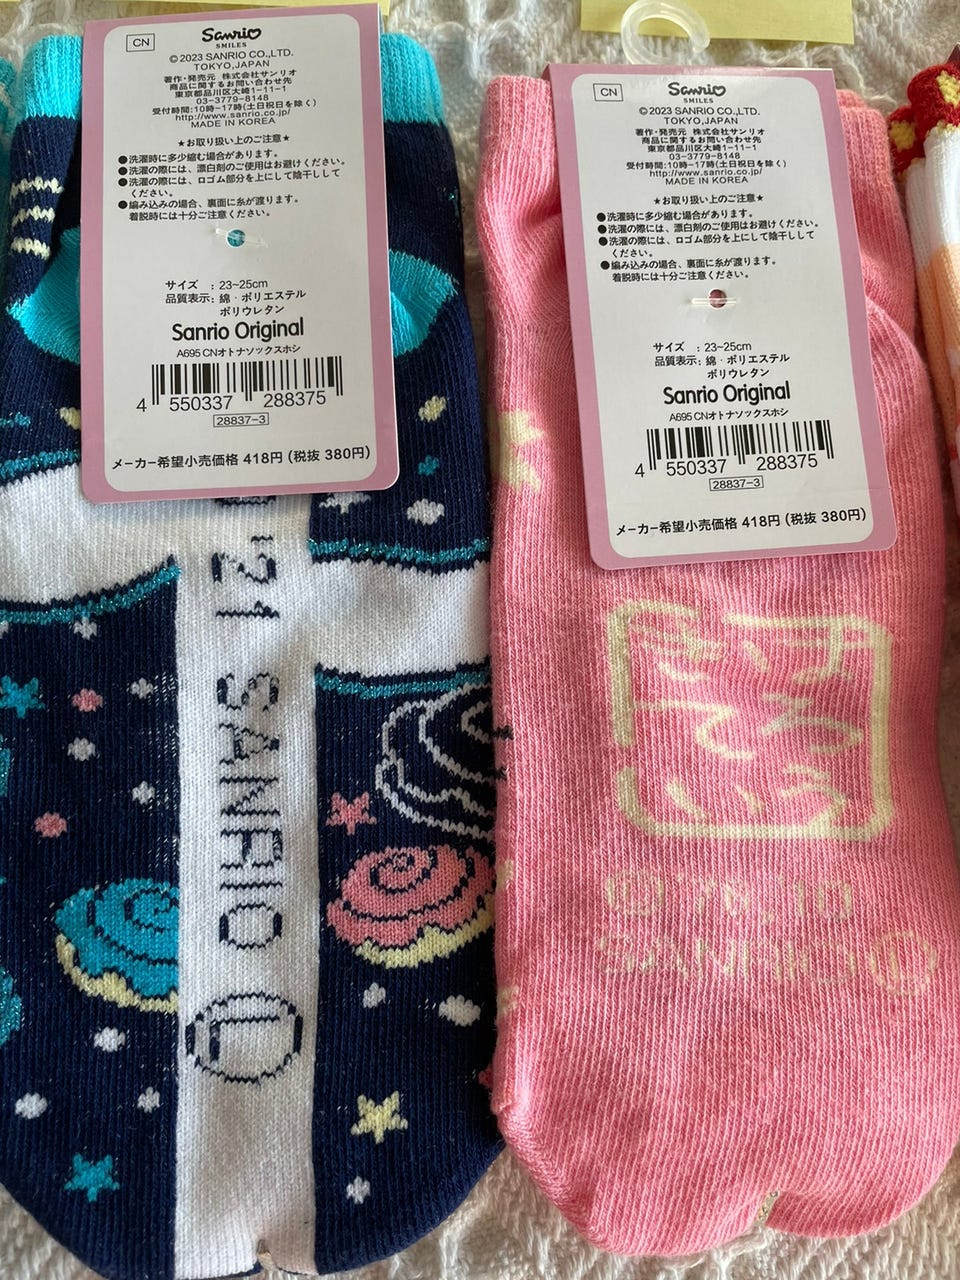 CN
Sanrio
SMILES
©2023 SANRIO CO.,LTD.
TOKYO,JAPAN
著作・発売元 株式会社サンリオ
商品に関するお問い合わせ先
東京都品川区大崎1-11-1
03-3779-8148
受付時間:10時~17時(土日祝日を除く)
http://www.sanrio.co.jp/
MADE IN KOREA
★お取り扱い上のご注意★
●洗濯時に多少縮む場合があります。
●洗濯の際には、漂白剤のご使用はお避けください。
●洗濯の際には、ロゴム部分を上にして陰干しして
ください。
●編み込みの場合、裏面に糸が渡ります。
着脱時には十分ご注意ください。
サイズ : 23~25cm
品質表示: 綿・ポリエステル
ポリウレタン
Sanrio Original
A695 CNオトナソックスホシ
4 550337 288375
28837-3
メーカー希望小売価格 418円 (税抜 380円)
'21 SANRIO Ⓛ
CN
Sanrio
SMILES
©2023 SANRIO CO.,LTD.
TOKYO,JAPAN
著作・発売元 株式会社サンリオ
商品に関するお問い合わせ先
東京都品川区大崎1-11-1
03-3779-8148
受付時間:10時~17時(土日祝日を除く)
http://www.sanrio.co.jp/
MADE IN KOREA
★お取り扱い上のご注意★
●洗濯時に多少縮む場合があります。
●洗濯の際には、漂白剤のご使用はお避けください。
●洗濯の際には、ロゴム部分を上にして陰干しして
ください。
●編み込みの場合、裏面に糸が渡ります。
着脱時には十分ご注意ください。
サイズ : 23~25cm
品質表示: 綿・ポリエステル
ポリウレタン
Sanrio Original
A695 CNオトナソックスホシ
4 550337 288375
28837-3
メーカー希望小売価格 418円 (税抜 380円)
SANRIO Ⓛ